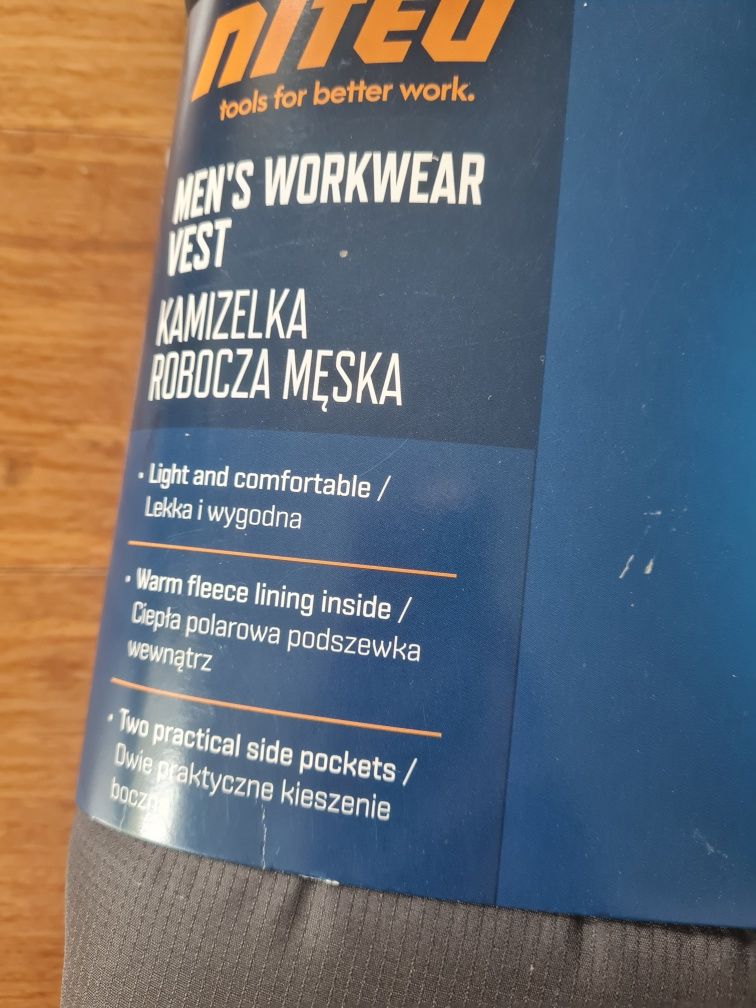 NITEO
tools for better work.
MEN'S WORKWEAR
VEST
KAMIZELKA
ROBOCZA MĘSKA
• Light and comfortable /
Lekka i wygodna
• Warm fleece lining inside /
Ciepła polarowa podszewka
wewnątrz
• Two practical side pockets /
Dwie praktyczne kieszenie
boczne